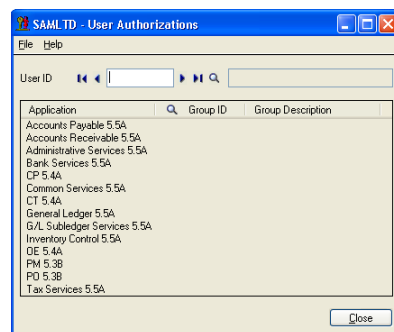 SAMLTD - User Authorizations
File Help
User ID
Application Group ID Group Description
Accounts Payable 5.5A
Accounts Receivable 5.5A
Administrative Services 5.5A
Bank Services 5.5A
CP 5.4A
Common Services 5.5A
CT 5.4A
General Ledger 5.5A
G/L Subledger Services 5.5A
Inventory Control 5.5A
OE 5.4A
PM 5.3B
PO 5.3B
Tax Services 5.5A
Close